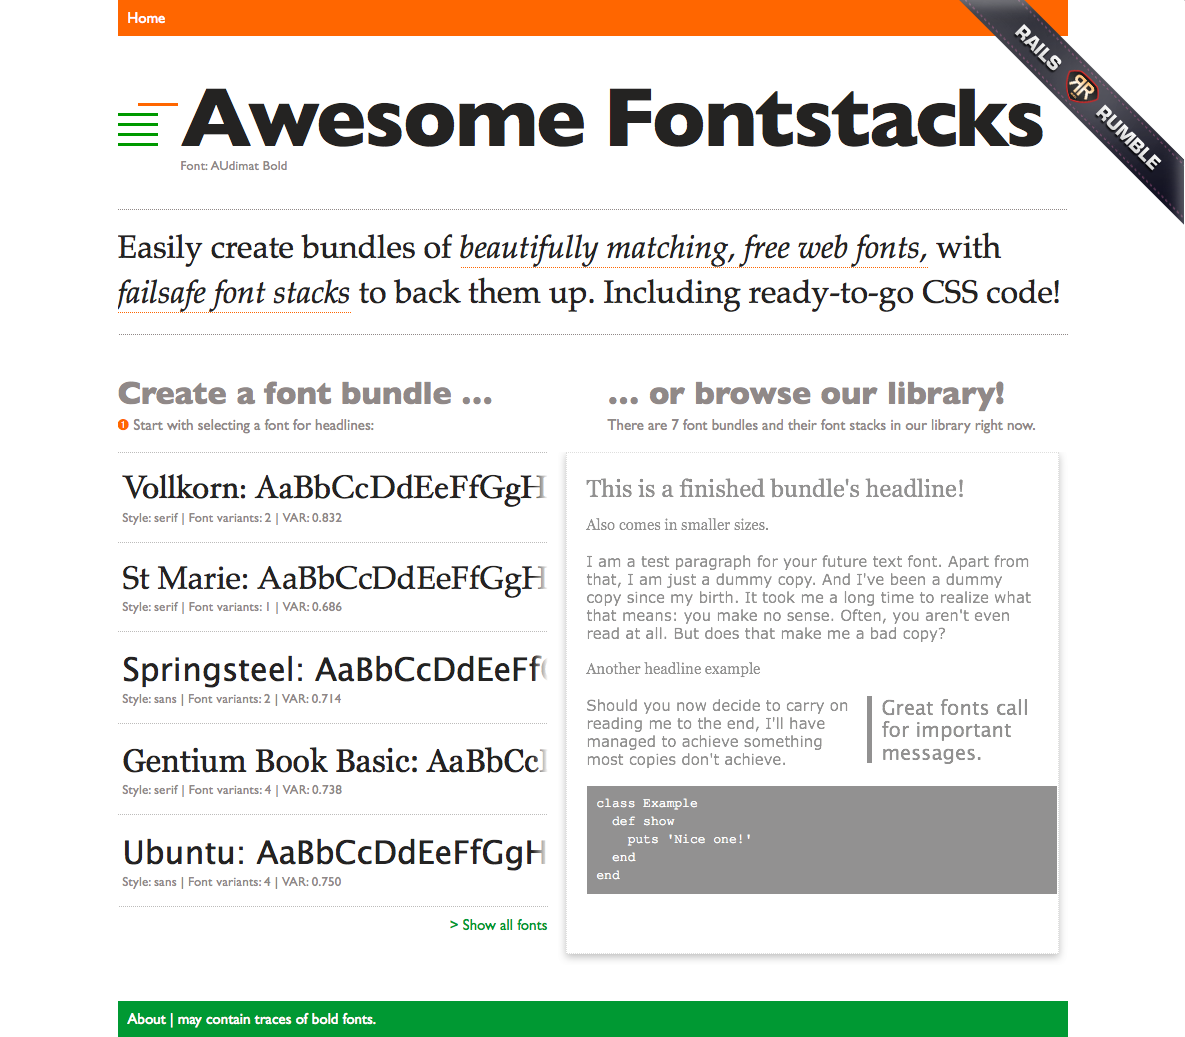 Home
RAILS RR RUMBLE
Awesome Fontstacks
Font: AUdimat Bold
Easily create bundles of beautifully matching, free web fonts, with
failsafe font stacks to back them up. Including ready-to-go CSS code!
Create a font bundle ...
1 Start with selecting a font for headlines:
Vollkorn: AaBbCcDdEeFfGgH
Style: serif | Font variants: 2 | VAR: 0.832
St Marie: AaBbCcDdEeFfGgH
Style: serif | Font variants: 1 | VAR: 0.686
Springsteel: AaBbCcDdEeFfG
Style: sans | Font variants: 2 | VAR: 0.714
Gentium Book Basic: AaBbCcD
Style: serif | Font variants: 4 | VAR: 0.738
Ubuntu: AaBbCcDdEeFfGgH
Style: sans | Font variants: 4 | VAR: 0.750
> Show all fonts
... or browse our library!
There are 7 font bundles and their font stacks in our library right now.
This is a finished bundle's headline!
Also comes in smaller sizes.
I am a test paragraph for your future text font. Apart from
that, I am just a dummy copy. And I've been a dummy
copy since my birth. It took me a long time to realize what
that means: you make no sense. Often, you aren't even
read at all. But does that make me a bad copy?
Another headline example
Should you now decide to carry on
reading me to the end, I'll have
managed to achieve something
most copies don't achieve.
Great fonts call
for important
messages.
class Example
  def show
    puts 'Nice one!'
  end
end
About | may contain traces of bold fonts.